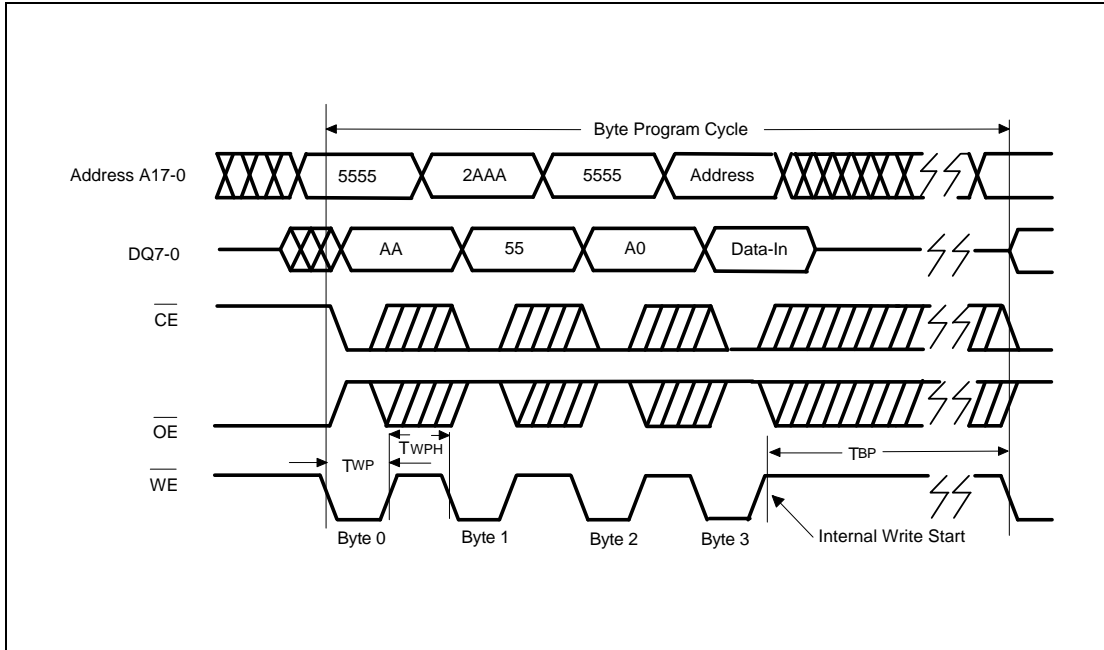 Byte Program Cycle
Address A17-0
5555
2AAA
5555
Address
DQ7-0
AA
55
A0
Data-In
CE
OE
TWP
TWPH
TBP
WE
Byte 0
Byte 1
Byte 2
Byte 3
Internal Write Start